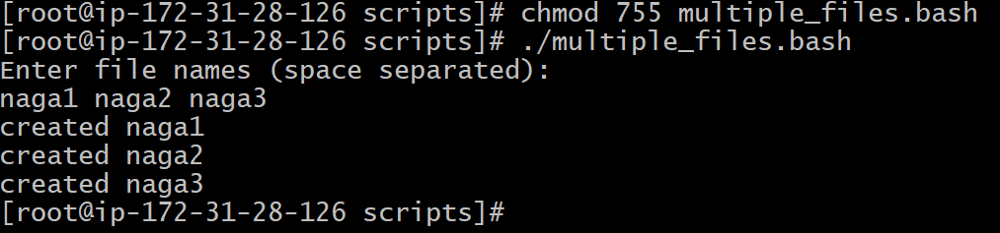 [root@ip-172-31-28-126 scripts]# chmod 755 multiple_files.bash
[root@ip-172-31-28-126 scripts]# ./multiple_files.bash
Enter file names (space separated):
naga1 naga2 naga3
created naga1
created naga2
created naga3
[root@ip-172-31-28-126 scripts]#